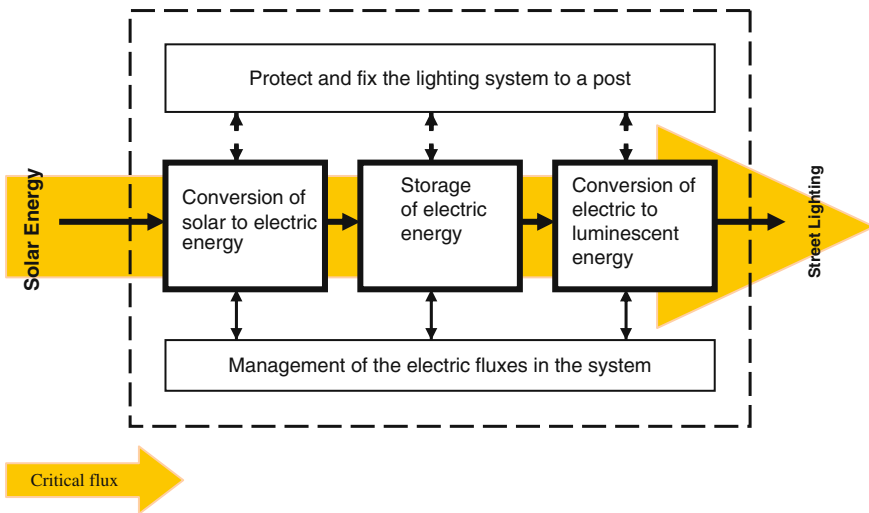 Protect and fix the lighting system to a post
Solar Energy
Conversion of
solar to electric
energy
Storage
of electric
energy
Conversion of
electric to
luminescent
energy
Street Lighting
Management of the electric fluxes in the system
Critical flux